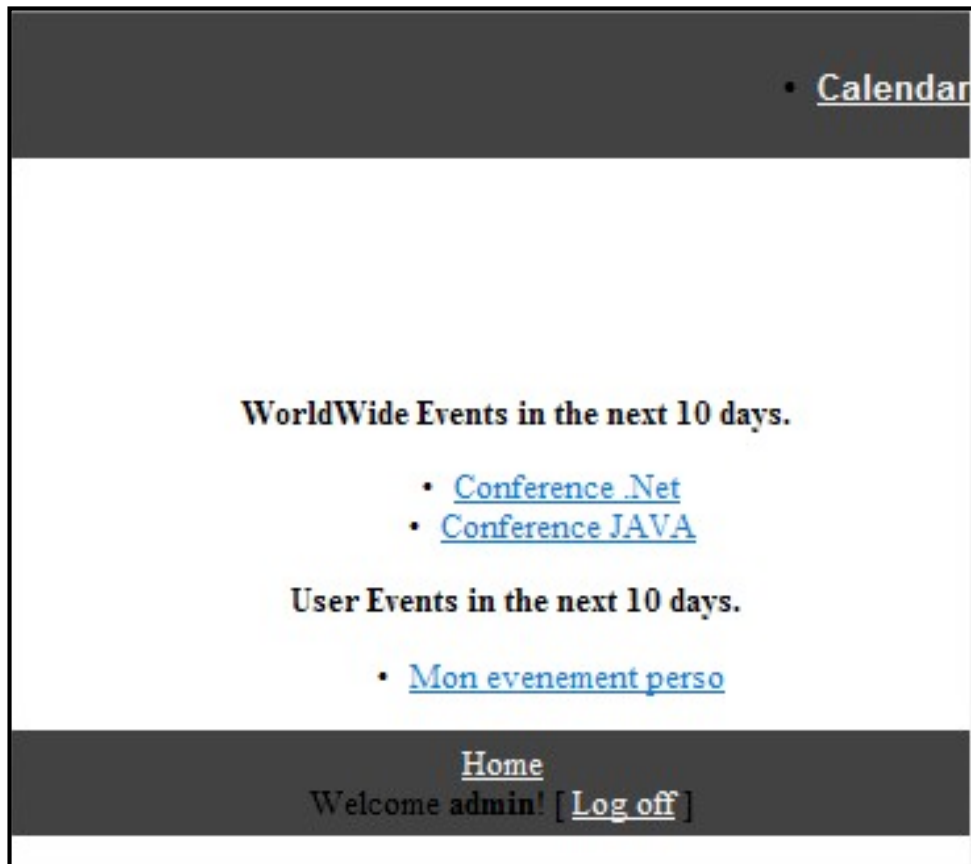 • Calendar
WorldWide Events in the next 10 days.
• Conference .Net
• Conference JAVA
User Events in the next 10 days.
• Mon evenement perso
Home
Welcome admin! [ Log off ]